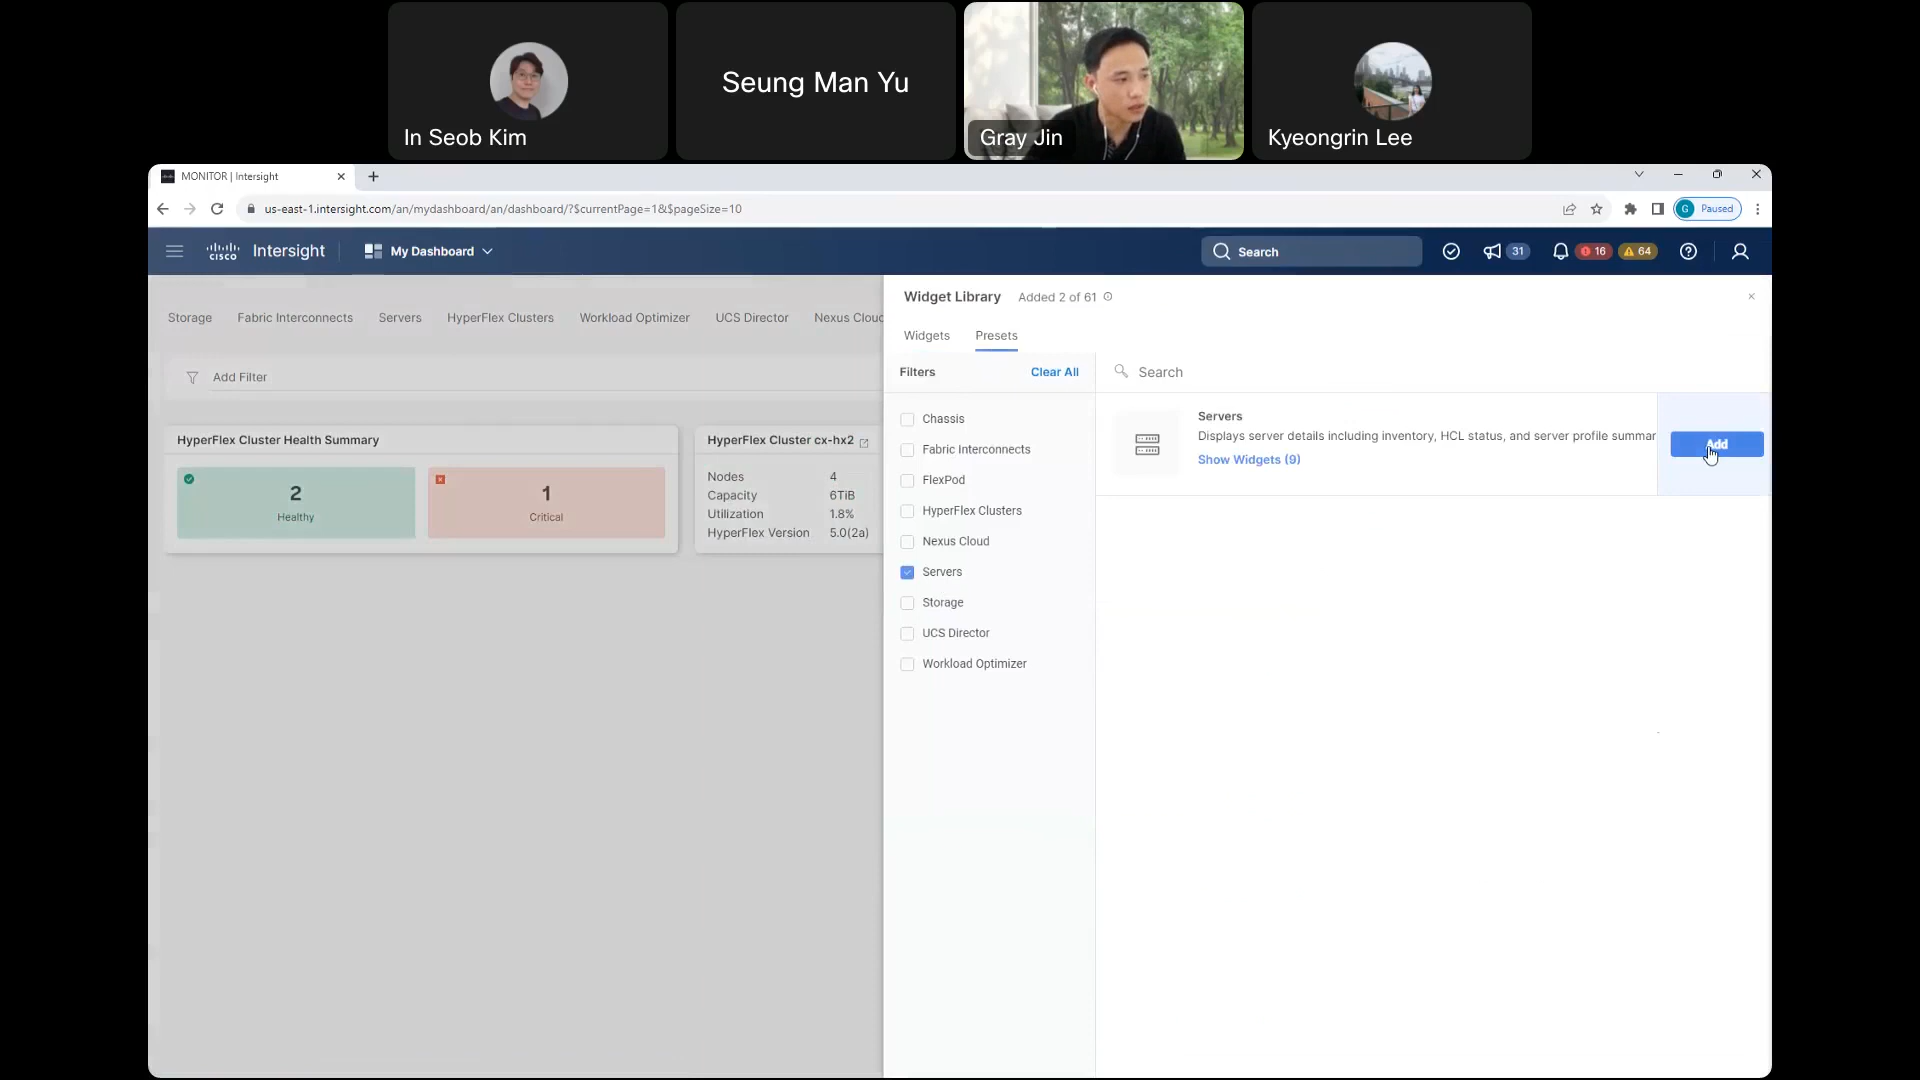 In Seob Kim
Seung Man Yu
Gray Jin
Kyeongrin Lee
MONITOR | Intersight
us-east-1.intersight.com/an/mydashboard/an/dashboard/?$currentPage=1&$pageSize=10
G Paused
cisco Intersight
My Dashboard
Search
31
16
64
Storage Fabric Interconnects Servers HyperFlex Clusters Workload Optimizer UCS Director Nexus Cloud
Add Filter
HyperFlex Cluster Health Summary
2
Healthy
1
Critical
HyperFlex Cluster cx-hx2
Nodes 4
Capacity 6TiB
Utilization 1.8%
HyperFlex Version 5.0(2a)
Widget Library Added 2 of 61
Widgets Presets
Filters Clear All
Chassis
Fabric Interconnects
FlexPod
HyperFlex Clusters
Nexus Cloud
Servers
Storage
UCS Director
Workload Optimizer
Search
Servers
Displays server details including inventory, HCL status, and server profile summar
Show Widgets (9)
Add